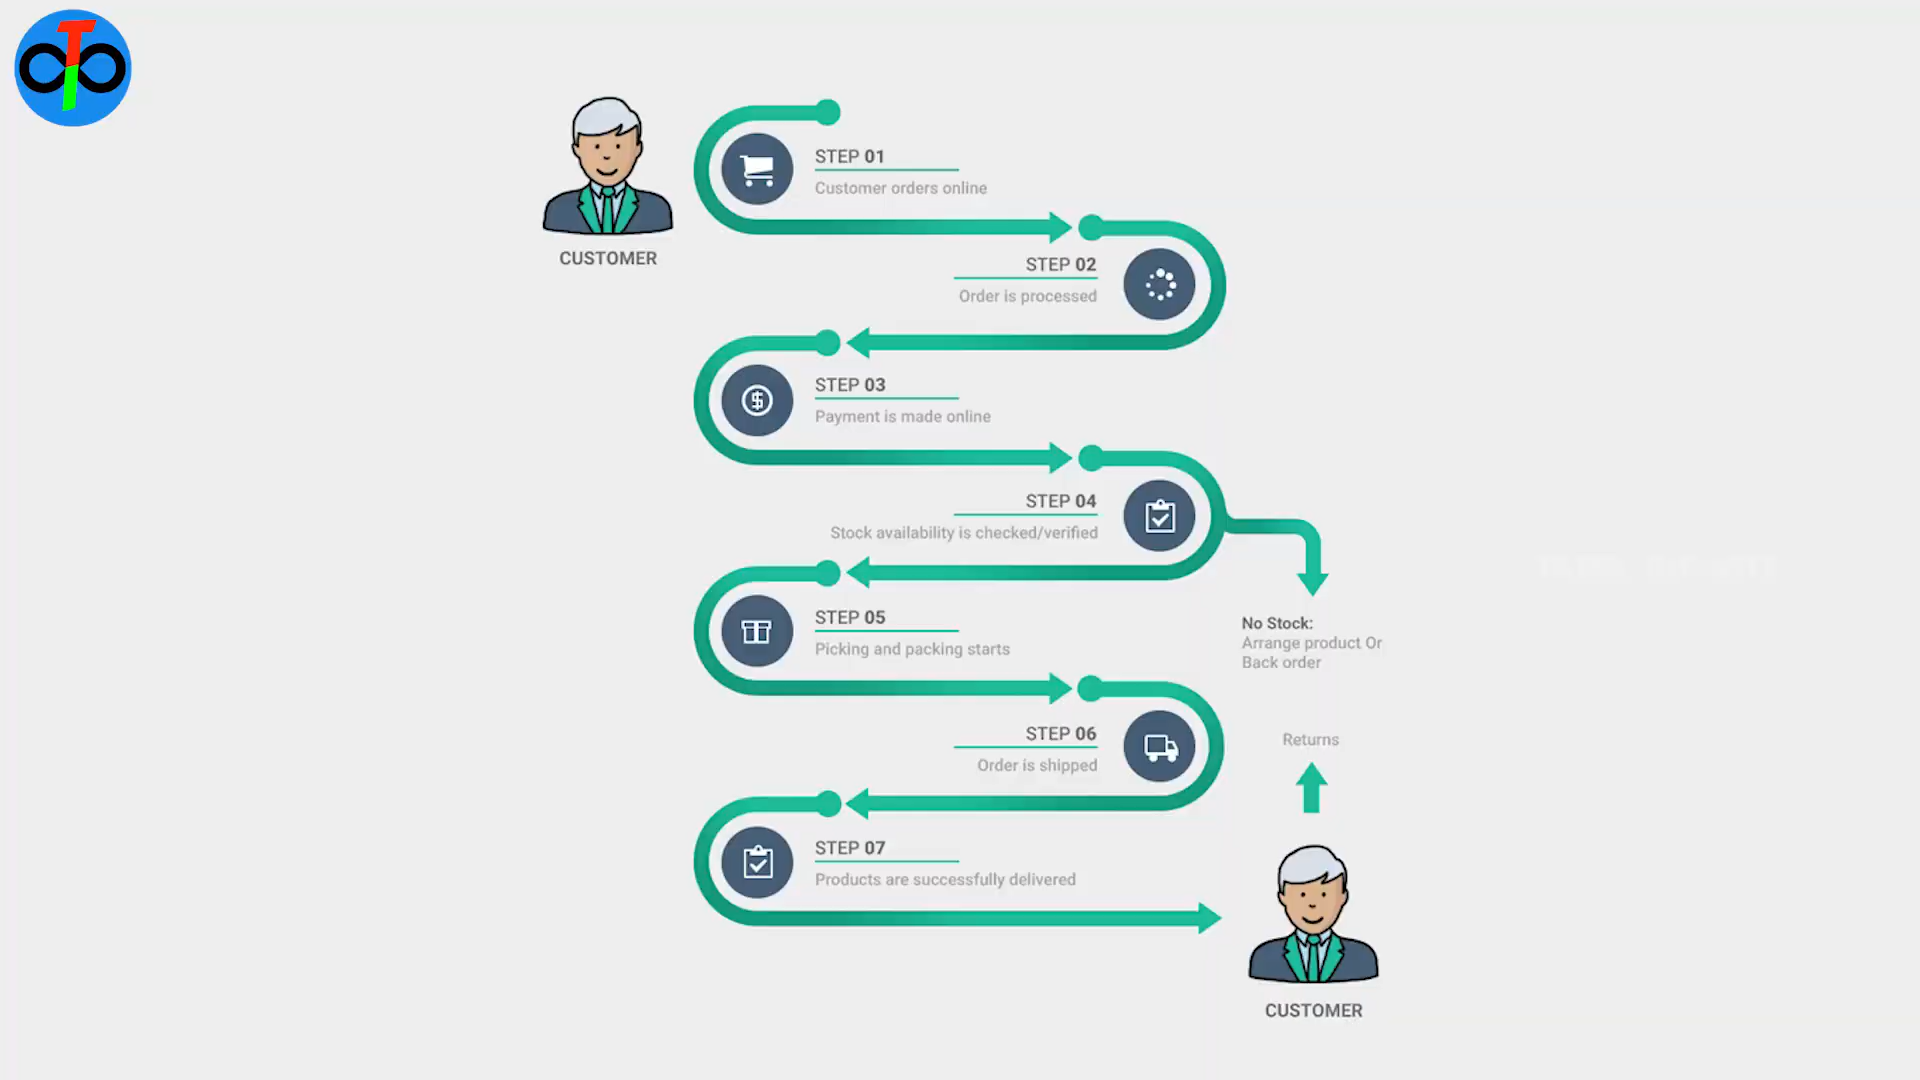 CUSTOMER
STEP 01
Customer orders online
STEP 02
Order is processed
STEP 03
Payment is made online
STEP 04
Stock availability is checked/verified
STEP 05
Picking and packing starts
No Stock:
Arrange product Or
Back order
STEP 06
Order is shipped
Returns
STEP 07
Products are successfully delivered
CUSTOMER